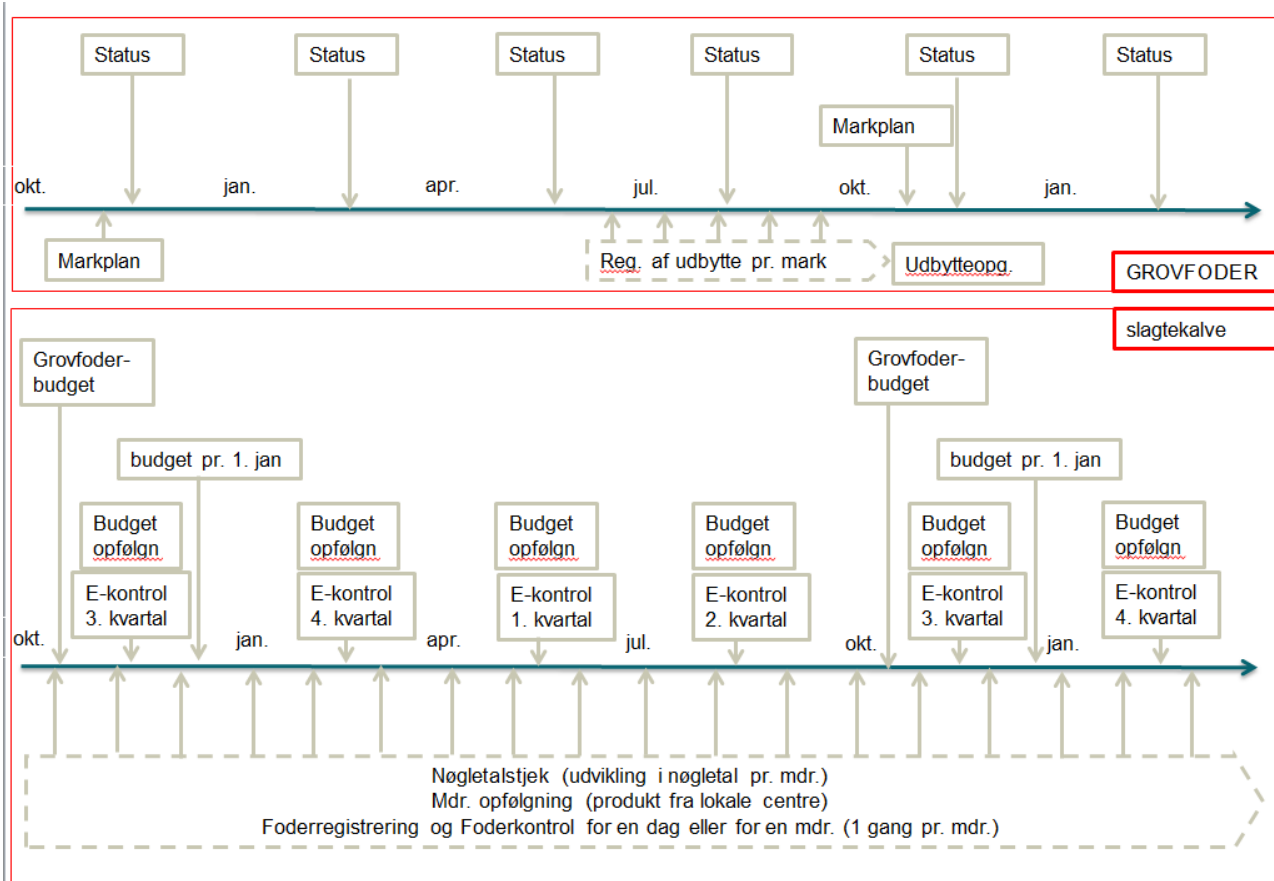 Status
Status
Status
Status
Status
Status
Markplan
okt.
jan.
apr.
jul.
okt.
jan.
Markplan
Reg. af udbytte pr. mark
Udbytteopg.
GROVFODER
slagtekalve
Grovfoder-
budget
Grovfoder-
budget
budget pr. 1. jan
budget pr. 1. jan
Budget
opfølgn
Budget
opfølgn
Budget
opfølgn
Budget
opfølgn
Budget
opfølgn
Budget
opfølgn
E-kontrol
3. kvartal
E-kontrol
4. kvartal
E-kontrol
1. kvartal
E-kontrol
2. kvartal
E-kontrol
3. kvartal
E-kontrol
4. kvartal
okt.
jan.
apr.
jul.
okt.
jan.
Nøgletalstjek (udvikling i nøgletal pr. mdr.)
Mdr. opfølgning (produkt fra lokale centre)
Foderregistrering og Foderkontrol for en dag eller for en mdr. (1 gang pr. mdr.)